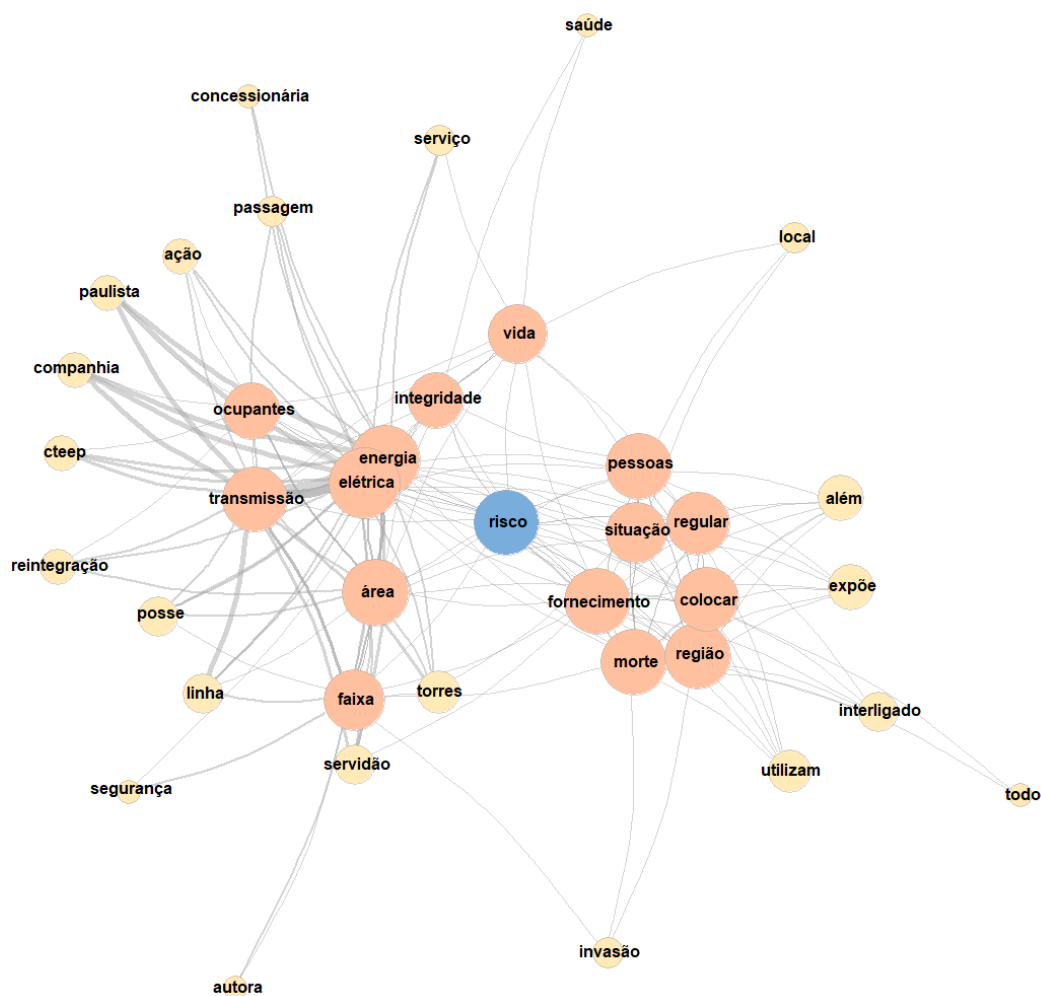 saúde
concessionária
serviço
passagem
local
ação
paulista
vida
companhia
integridade
ocupantes
cteep
energia
pessoas
elétrica
transmissão
além
risco
regular
situação
reintegração
expõe
área
fornecimento
colocar
posse
região
morte
linha
torres
faixa
interligado
servidão
utilizam
segurança
todo
invasão
autora